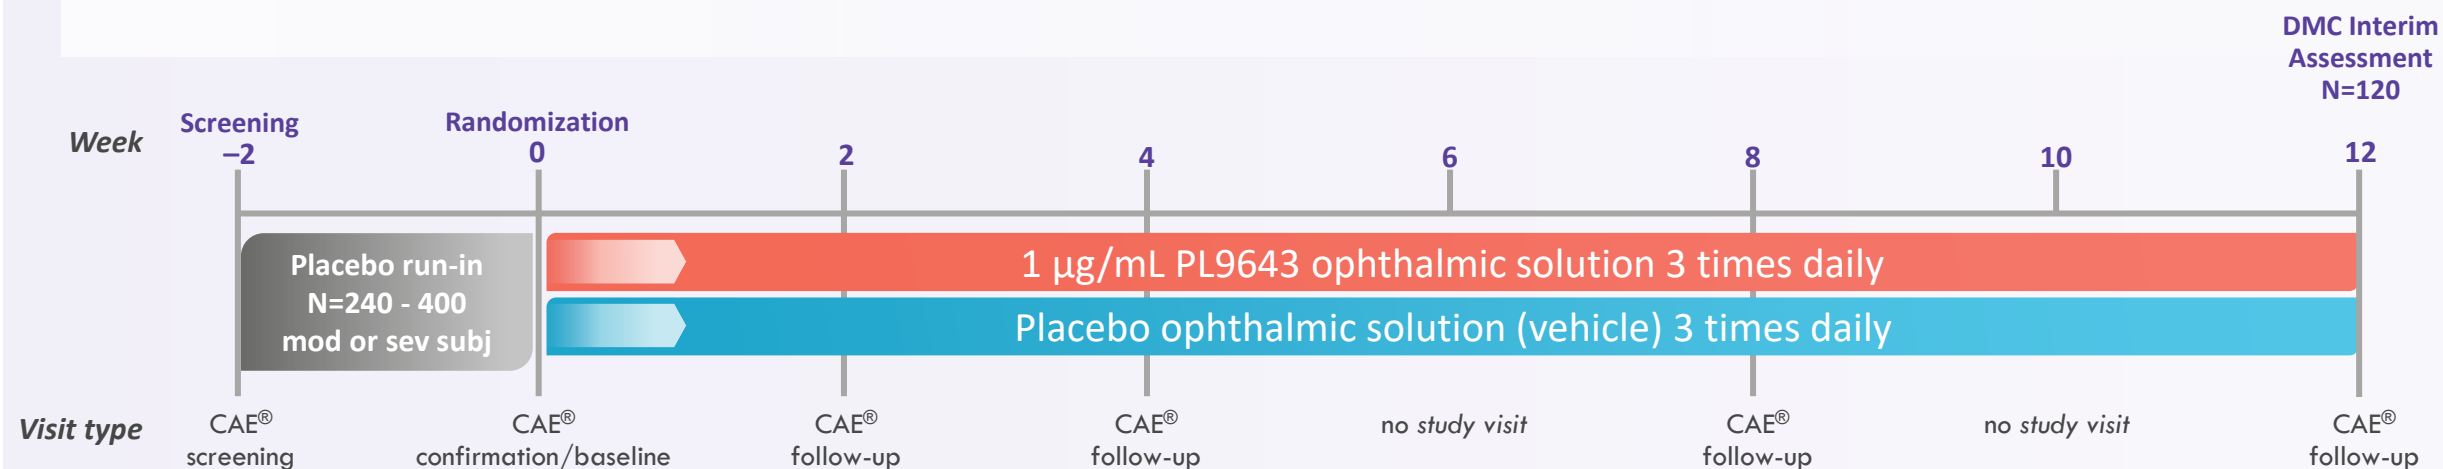 DMC Interim
Assessment
N=120
Week
Screening
–2
Randomization
0
2
4
6
8
10
12
Placebo run-in
N=240 - 400
mod or sev subj
1 µg/mL PL9643 ophthalmic solution 3 times daily
Placebo ophthalmic solution (vehicle) 3 times daily
Visit type
CAE®
screening
CAE®
confirmation/baseline
CAE®
follow-up
CAE®
follow-up
no study visit
CAE®
follow-up
no study visit
CAE®
follow-up